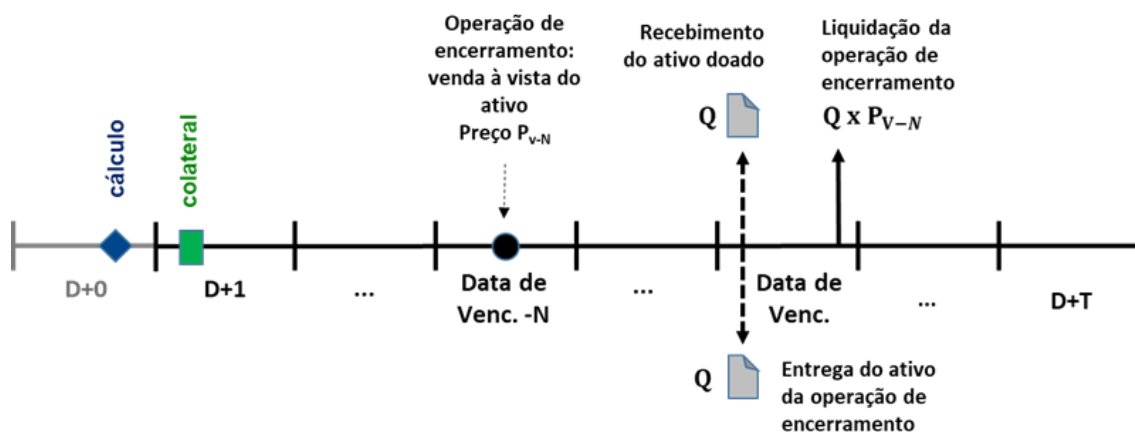 Operação de
encerramento:
venda à vista do
ativo
Preço Pv-N
Recebimento
do ativo doado
Q
Liquidação da
operação de
encerramento
Q x PV−N
cálculo
colateral
D+0
D+1
...
Data de
Venc. -N
...
Data de
Venc.
...
D+T
Q
Entrega do ativo
da operação de
encerramento